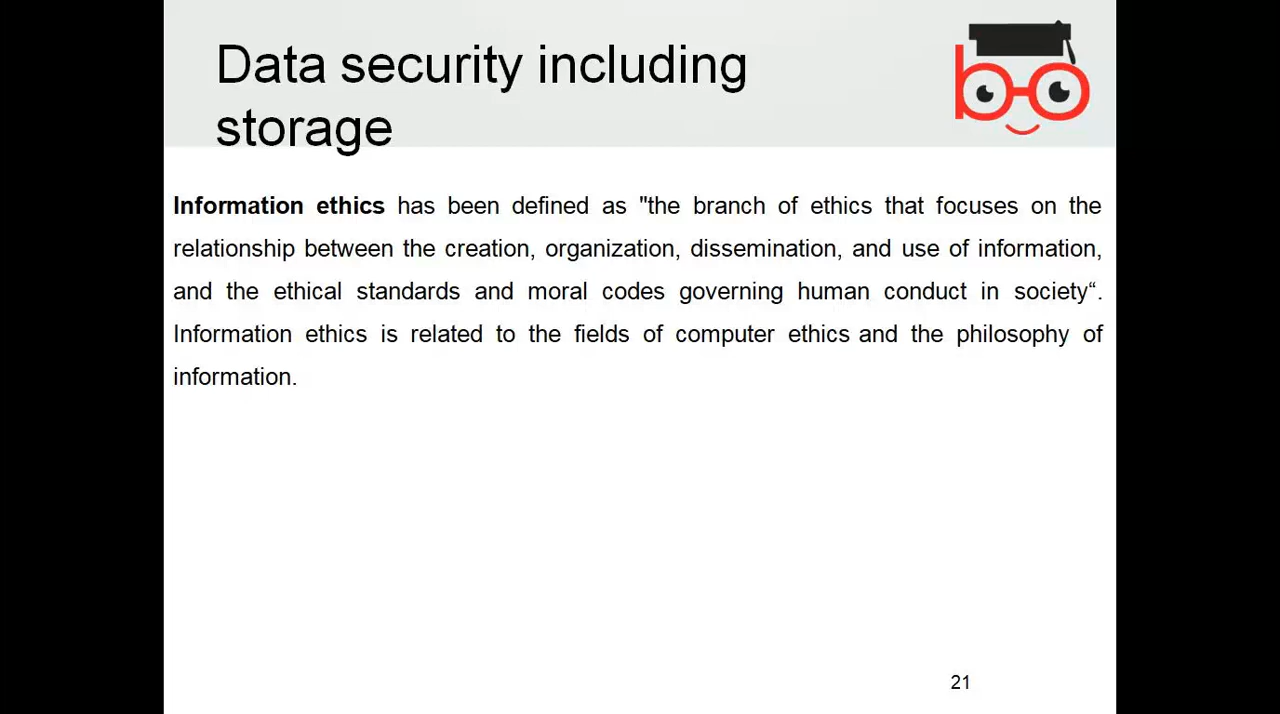 Data security including
storage
Information ethics has been defined as "the branch of ethics that focuses on the
relationship between the creation, organization, dissemination, and use of information,
and the ethical standards and moral codes governing human conduct in society“.
Information ethics is related to the fields of computer ethics and the philosophy of
information.
21